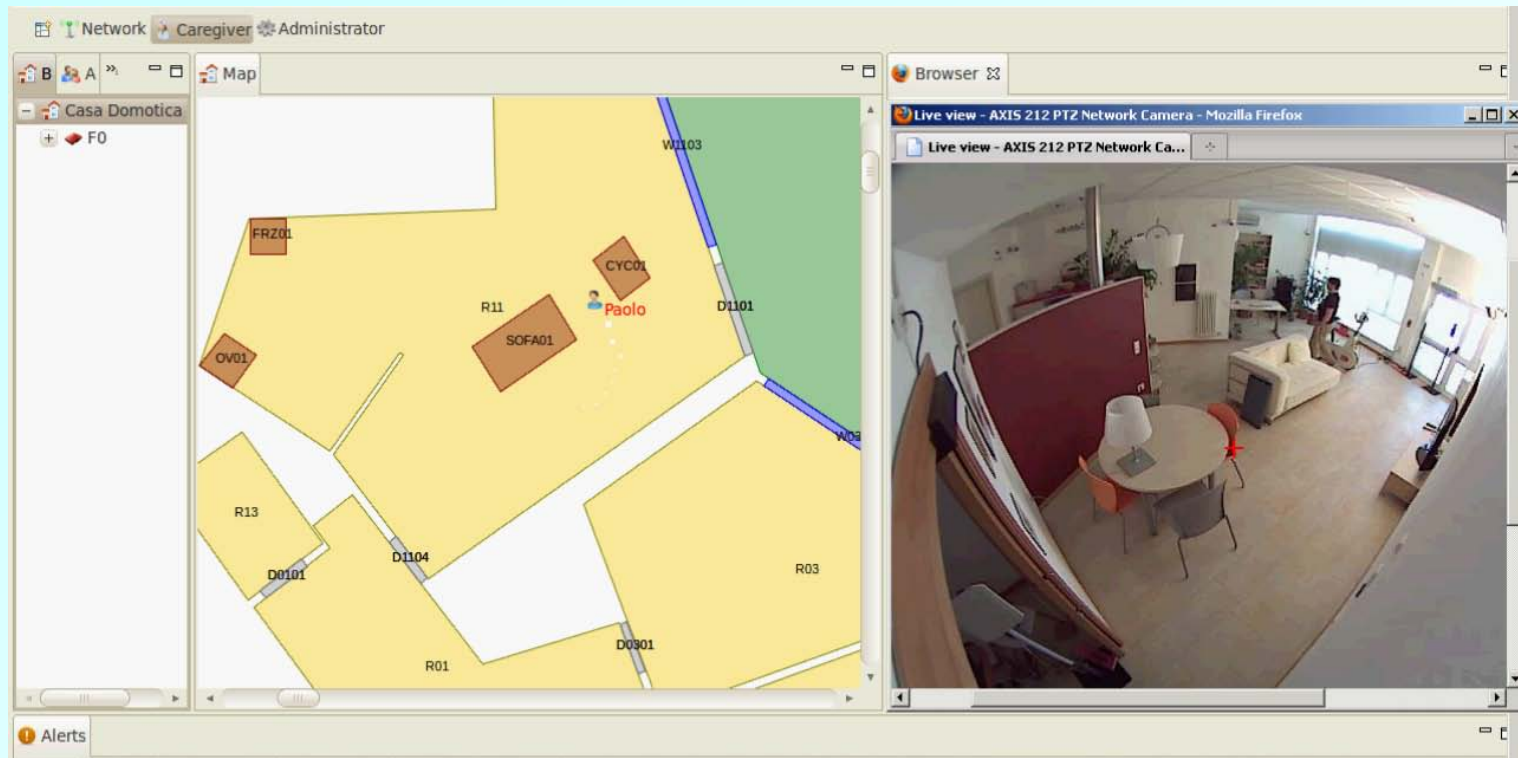 Network Caregiver Administrator
B A Map Browser
Casa Domotica
F0
Live view - AXIS 212 PTZ Network Camera - Mozilla Firefox
Live view - AXIS 212 PTZ Network Ca...
W1103
FRZ01
CYC01
R11
Paolo
D1101
SOFA01
OV01
R13
D1104
D0101
R03
D0301
R01
Alerts